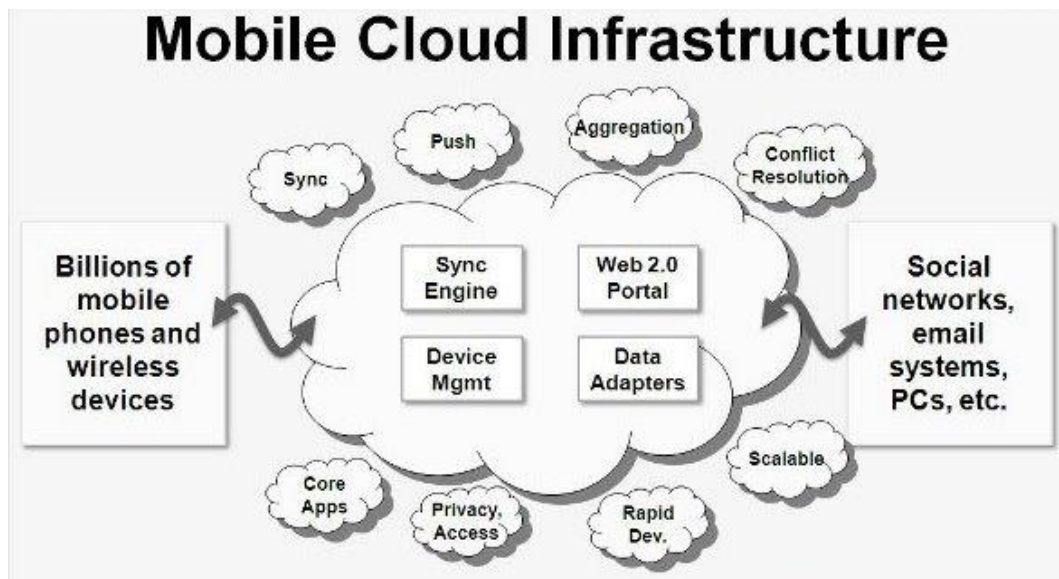 Mobile Cloud Infrastructure
Sync
Push
Aggregation
Conflict
Resolution
Billions of
mobile
phones and
wireless
devices
Sync
Engine
Web 2.0
Portal
Device
Mgmt
Data
Adapters
Social
networks,
email
systems,
PCs, etc.
Core
Apps
Privacy,
Access
Rapid
Dev.
Scalable